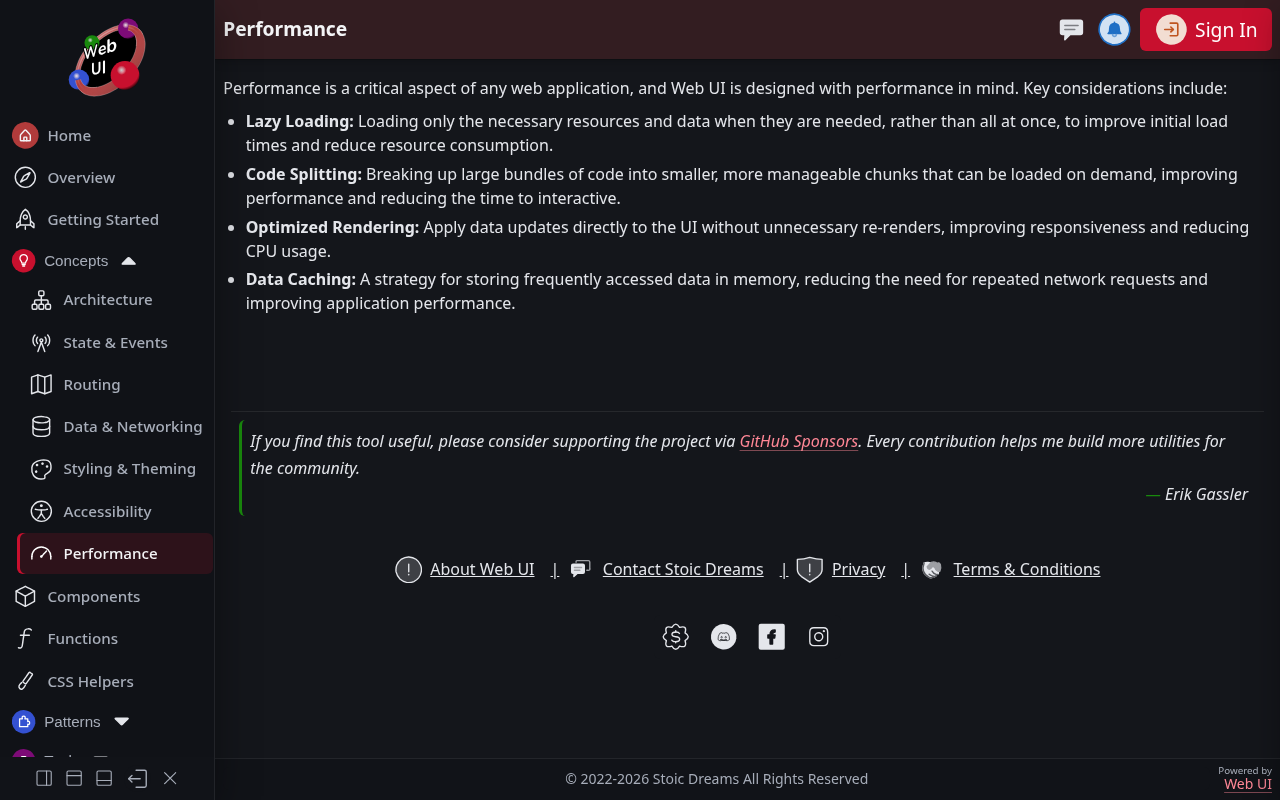 Web
UI
Home
Overview
Getting Started
Concepts
Architecture
State & Events
Routing
Data & Networking
Styling & Theming
Accessibility
Performance
Components
Functions
CSS Helpers
Patterns
Performance
Sign In
Performance is a critical aspect of any web application, and Web UI is designed with performance in mind. Key considerations include:
Lazy Loading: Loading only the necessary resources and data when they are needed, rather than all at once, to improve initial load
times and reduce resource consumption.
Code Splitting: Breaking up large bundles of code into smaller, more manageable chunks that can be loaded on demand, improving
performance and reducing the time to interactive.
Optimized Rendering: Apply data updates directly to the UI without unnecessary re-renders, improving responsiveness and reducing
CPU usage.
Data Caching: A strategy for storing frequently accessed data in memory, reducing the need for repeated network requests and
improving application performance.
If you find this tool useful, please consider supporting the project via GitHub Sponsors. Every contribution helps me build more utilities for
the community.
— Erik Gassler
About Web UI | Contact Stoic Dreams | Privacy | Terms & Conditions
© 2022-2026 Stoic Dreams All Rights Reserved
Powered by
Web UI